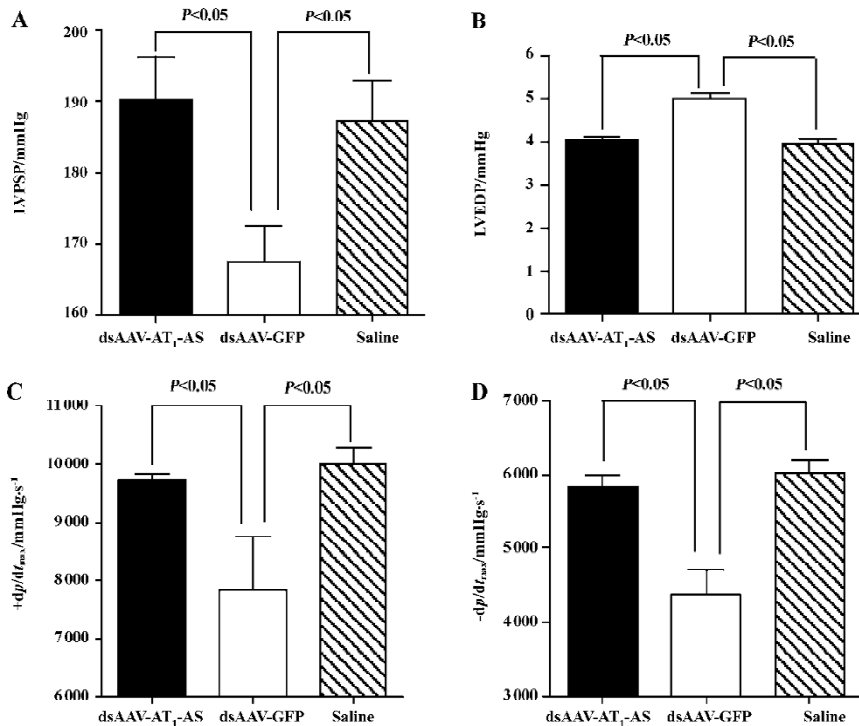 A
P<0.05
P<0.05
LVPSP/mmHg
200
190
180
170
160
dsAAV-AT₁-AS
dsAAV-GFP
Saline
B
P<0.05
P<0.05
LVEDP/mmHg
6
5
4
3
2
1
0
dsAAV-AT₁-AS
dsAAV-GFP
Saline
C
P<0.05
P<0.05
+dp/dtₘₐₓ/mmHg·s⁻¹
11000
10000
9000
8000
7000
6000
dsAAV-AT₁-AS
dsAAV-GFP
Saline
D
P<0.05
P<0.05
-dp/dtₘₐₓ/mmHg·s⁻¹
7000
6000
5000
4000
3000
dsAAV-AT₁-AS
dsAAV-GFP
Saline